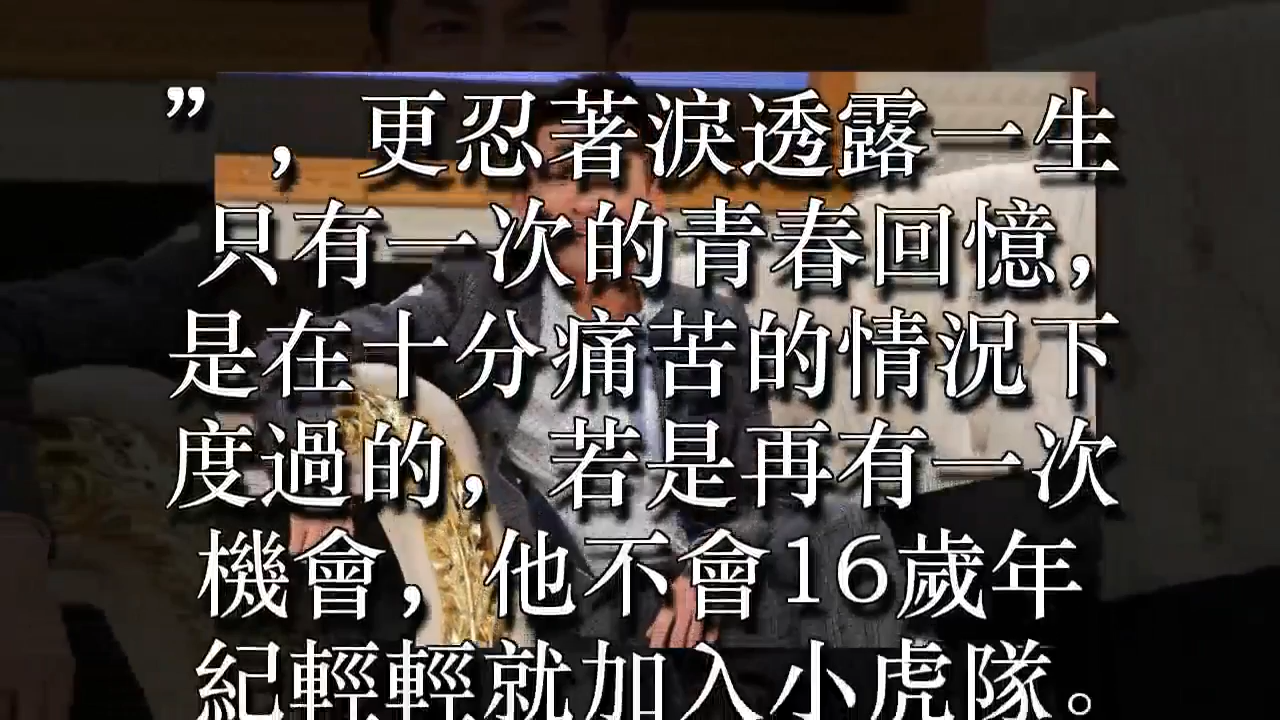 ”，更忍著淚透露一生
只有一次的青春回憶，
是在十分痛苦的情況下
度過的，若是再有一次
機會，他不會16歲年
紀輕輕就加入小虎隊。